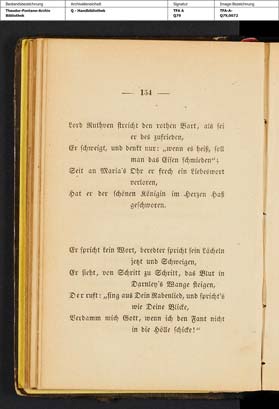 Bestandsbezeichnung
Archiveinheit
Signatur
Image-Bezeichnung
Theodor-Fontane-Archiv
Bibliothek
Q - Handbibliothek
TFA A
Q79
TFA-A-
Q79,0072
— 154 —
Lord Ruthven streicht den rothen Bart, als sei
er des zufrieden,
Er schweigt, und denkt nur: „wenn es heiß, soll
man das Eisen schmieden“;
Seit an Maria's Ohr er frech ein Liebeswort
verloren,
Hat er der schönen Königin im Herzen Haß
geschworen.
Er spricht kein Wort, beredter spricht sein Lächeln
jetzt und Schweigen,
Er sieht, von Schritt zu Schritt, das Blut in
Darnley's Wange steigen,
Der ruft: „sing aus Dein Rabenlied, und spricht's
wie Deine Blicke,
Verdamm mich Gott, wenn ich den Fant nicht
in die Hölle schicke!“